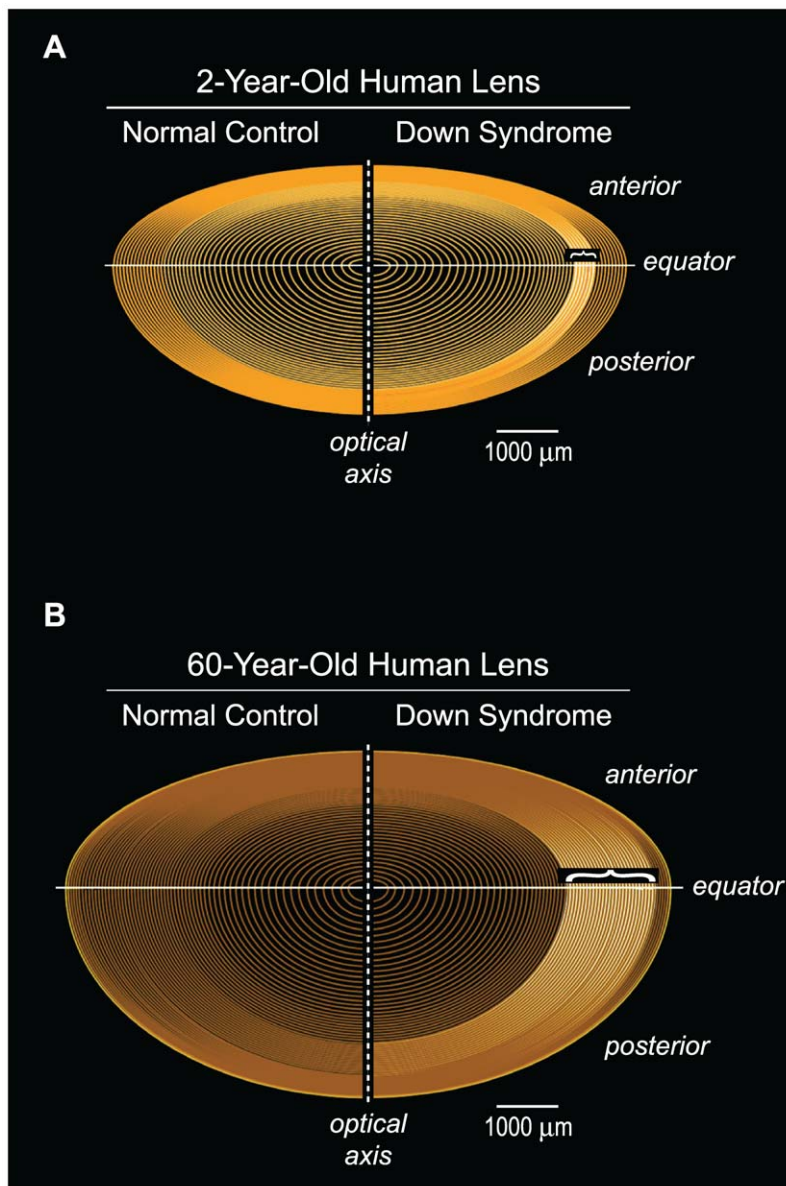 A
2-Year-Old Human Lens
Normal Control
Down Syndrome
anterior
equator
posterior
optical
axis
1000 μm
B
60-Year-Old Human Lens
Normal Control
Down Syndrome
anterior
equator
posterior
optical
axis
1000 μm